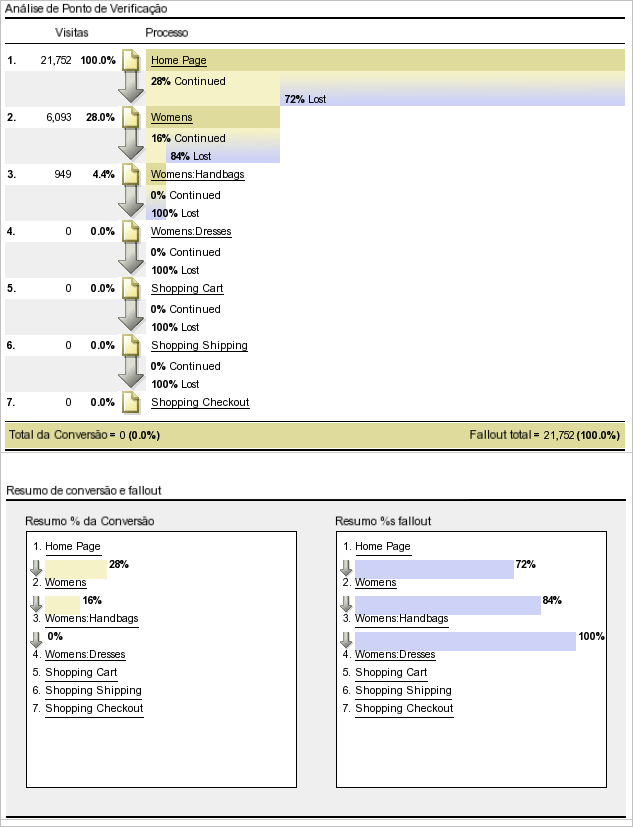 Análise de Ponto de Verificação
Visitas Processo
1. 21,752 100.0% Home Page
28% Continued
72% Lost
2. 6,093 28.0% Womens
16% Continued
84% Lost
3. 949 4.4% Womens:Handbags
0% Continued
100% Lost
4. 0 0.0% Womens:Dresses
0% Continued
100% Lost
5. 0 0.0% Shopping Cart
0% Continued
100% Lost
6. 0 0.0% Shopping Shipping
0% Continued
100% Lost
7. 0 0.0% Shopping Checkout
Total da Conversão = 0 (0.0%) Fallout total = 21,752 (100.0%)
Resumo de conversão e fallout
Resumo % da Conversão
1. Home Page
28%
2. Womens
16%
3. Womens:Handbags
0%
4. Womens:Dresses
5. Shopping Cart
6. Shopping Shipping
7. Shopping Checkout
Resumo %s fallout
1. Home Page
72%
2. Womens
84%
3. Womens:Handbags
100%
4. Womens:Dresses
5. Shopping Cart
6. Shopping Shipping
7. Shopping Checkout